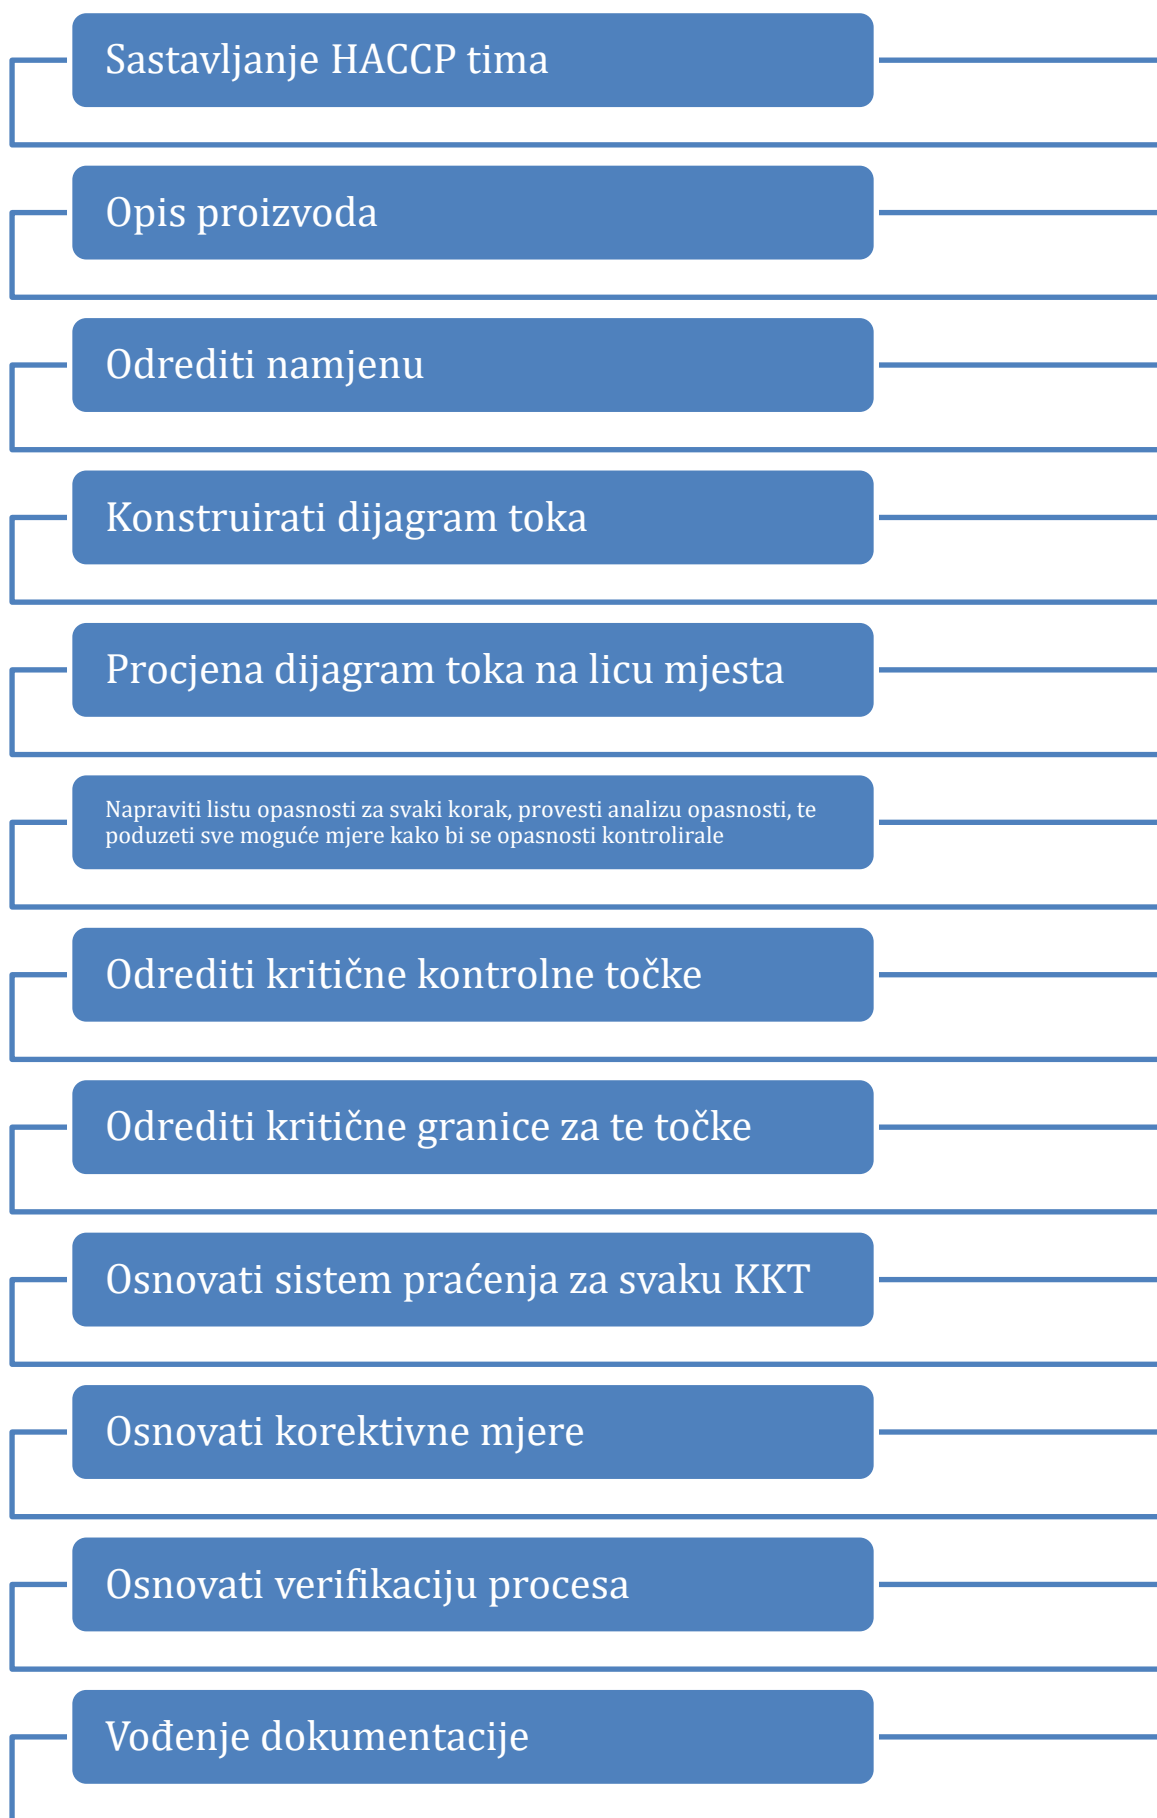 Sastavljanje HACCP tima
Opis proizvoda
Odrediti namjenu
Konstruirati dijagram toka
Procjena dijagram toka na licu mjesta
Napraviti listu opasnosti za svaki korak, provesti analizu opasnosti, te
poduzeti sve moguće mjere kako bi se opasnosti kontrolirale
Odrediti kritične kontrolne točke
Odrediti kritične granice za te točke
Osnovati sistem praćenja za svaku KKT
Osnovati korektivne mjere
Osnovati verifikaciju procesa
Vođenje dokumentacije